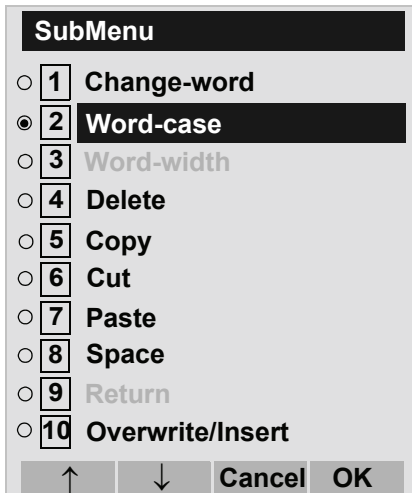 SubMenu
1 Change-word
2 Word-case
3 Word-width
4 Delete
5 Copy
6 Cut
7 Paste
8 Space
9 Return
10 Overwrite/Insert
↑ ↓ Cancel OK